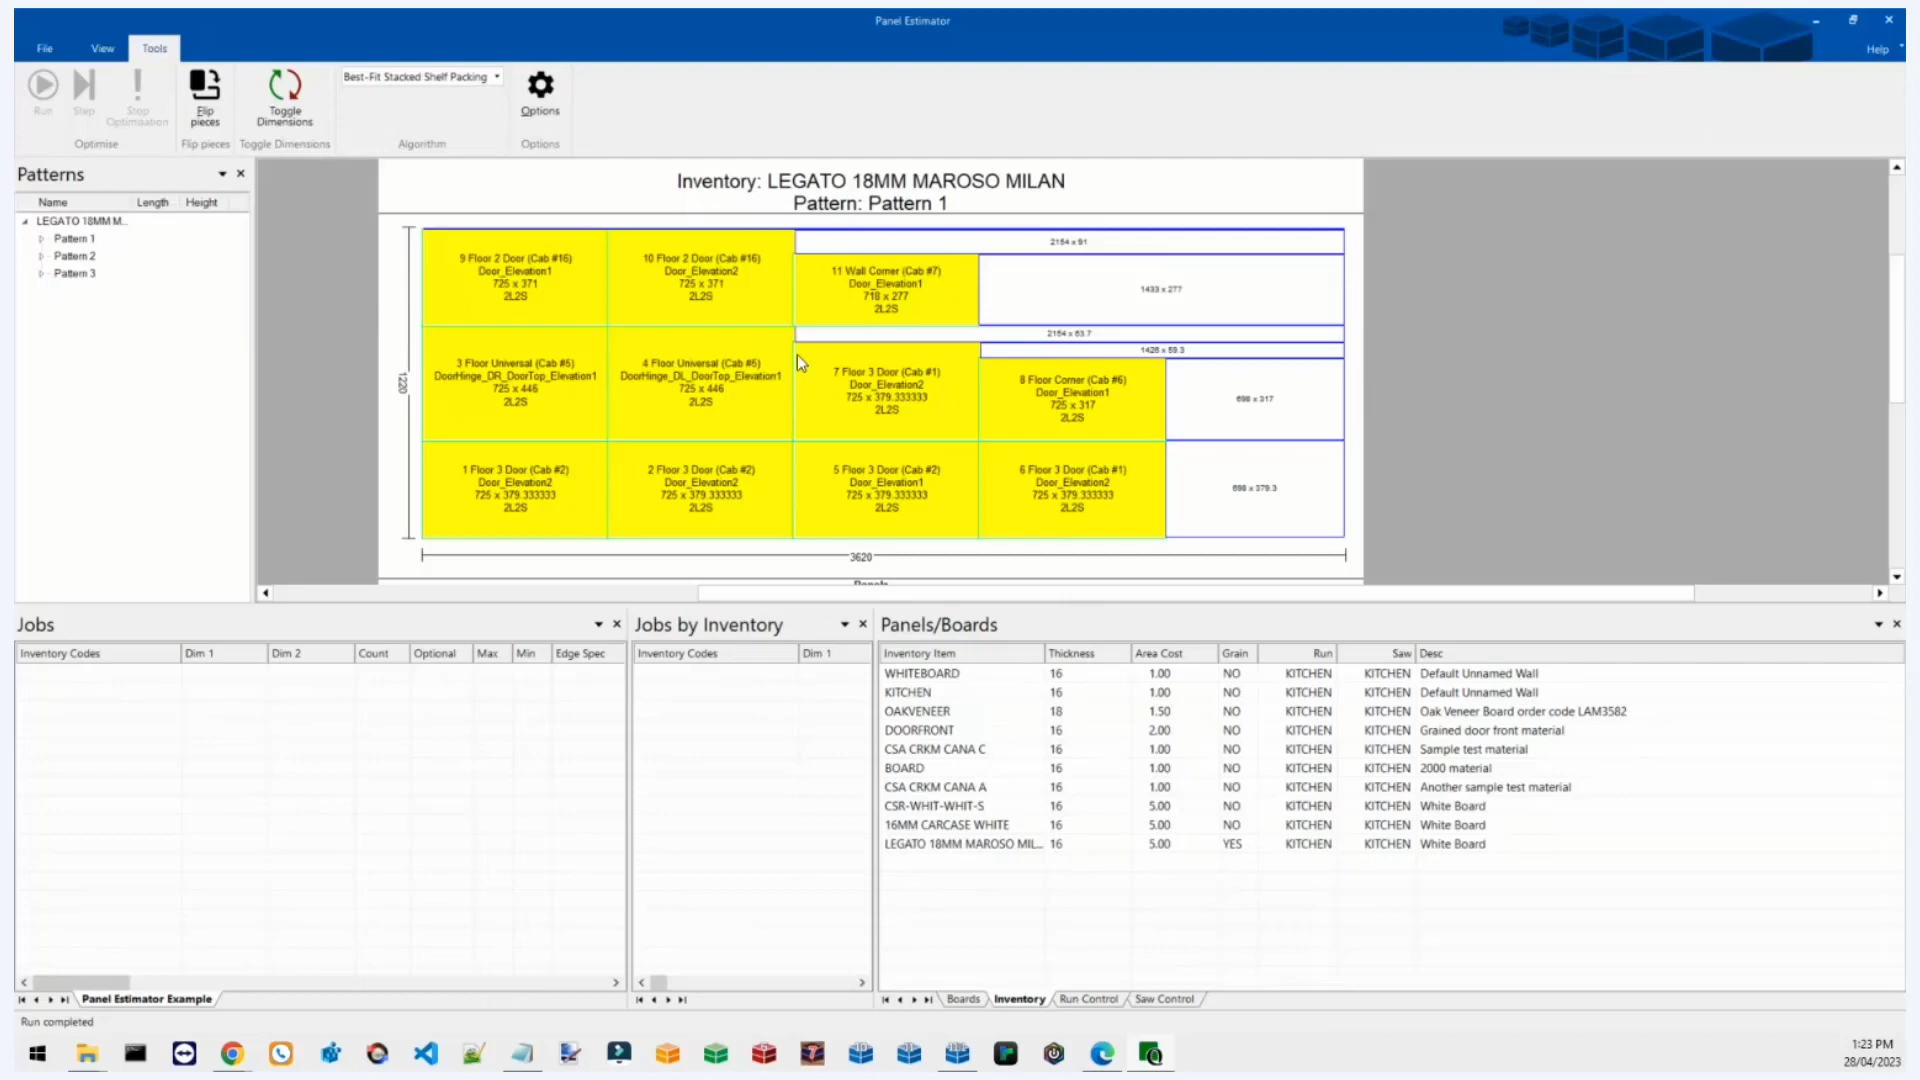 Panel Estimator
File
View
Tools
Help
Run
Step
Stop
Optimisation
Flip
pieces
Toggle
Dimensions
Best-Fit Stacked Shelf Packing
Options
Optimise
Flip pieces
Toggle Dimensions
Algorithm
Options
Patterns
Name Length Height
LEGATO 18MM M...
Pattern 1
Pattern 2
Pattern 3
Inventory: LEGATO 18MM MAROSO MILAN
Pattern: Pattern 1
9 Floor 2 Door (Cab #16)
Door_Elevation1
725 x 371
2L2S
10 Floor 2 Door (Cab #16)
Door_Elevation2
725 x 371
2L2S
2154 x 91
11 Wall Corner (Cab #7)
Door_Elevation1
718 x 277
2L2S
1433 x 277
3 Floor Universal (Cab #5)
DoorHinge_DR_DoorTop_Elevation1
725 x 446
2L2S
4 Floor Universal (Cab #5)
DoorHinge_DL_DoorTop_Elevation1
725 x 446
2L2S
2154 x 63.7
7 Floor 3 Door (Cab #1)
Door_Elevation2
725 x 379.333333
2L2S
1426 x 59.3
8 Floor Corner (Cab #6)
Door_Elevation1
725 x 317
2L2S
698 x 317
1 Floor 3 Door (Cab #2)
Door_Elevation2
725 x 379.333333
2L2S
2 Floor 3 Door (Cab #2)
Door_Elevation2
725 x 379.333333
2L2S
5 Floor 3 Door (Cab #2)
Door_Elevation1
725 x 379.333333
2L2S
6 Floor 3 Door (Cab #1)
Door_Elevation2
725 x 379.333333
2L2S
698 x 379.3
1220
3620
Panels
Jobs
Inventory Codes Dim 1 Dim 2 Count Optional Max Min Edge Spec
Panel Estimator Example
Jobs by Inventory
Inventory Codes Dim 1
Panels/Boards
Inventory Item Thickness Area Cost Grain Run Saw Desc
WHITEBOARD 16 1.00 NO KITCHEN KITCHEN Default Unnamed Wall
KITCHEN 16 1.00 NO KITCHEN KITCHEN Default Unnamed Wall
OAKVENEER 18 1.50 NO KITCHEN KITCHEN Oak Veneer Board order code LAM3582
DOORFRONT 16 2.00 NO KITCHEN KITCHEN Grained door front material
CSA CRKM CANA C 16 1.00 NO KITCHEN KITCHEN Sample test material
BOARD 16 1.00 NO KITCHEN KITCHEN 2000 material
CSA CRKM CANA A 16 1.00 NO KITCHEN KITCHEN Another sample test material
CSR-WHIT-WHIT-S 16 5.00 NO KITCHEN KITCHEN White Board
16MM CARCASE WHITE 16 5.00 NO KITCHEN KITCHEN White Board
LEGATO 18MM MAROSO MIL... 16 5.00 YES KITCHEN KITCHEN White Board
Boards Inventory Run Control Saw Control
Run completed
1:23 PM
28/04/2023